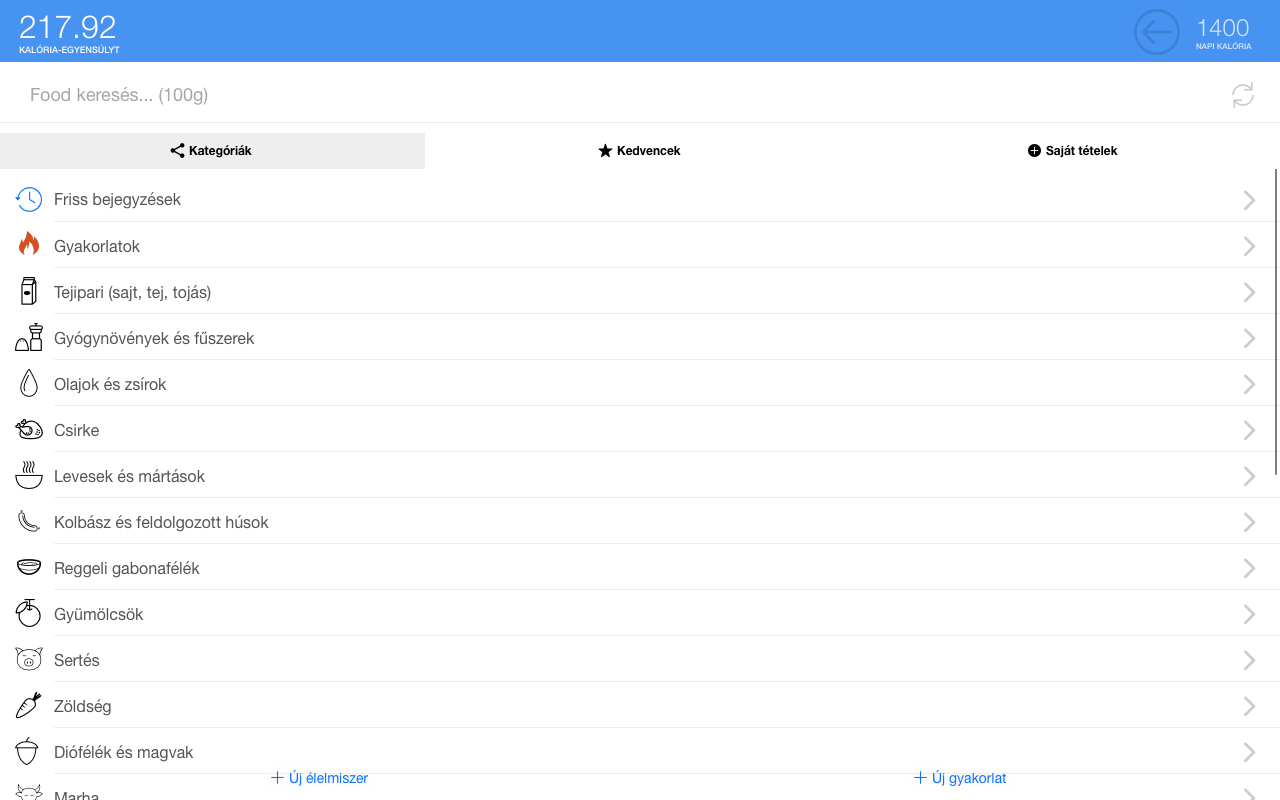 217.92
KALÓRIA-EGYENSÚLYT
1400
NAPI KALÓRIA
Food keresés... (100g)
Kategóriák
Kedvencek
Saját tételek
Friss bejegyzések
Gyakorlatok
Tejipari (sajt, tej, tojás)
Gyógynövények és fűszerek
Olajok és zsírok
Csirke
Levesek és mártások
Kolbász és feldolgozott húsok
Reggeli gabonafélék
Gyümölcsök
Sertés
Zöldség
Diófélék és magvak
Új élelmiszer
Új gyakorlat
Marha